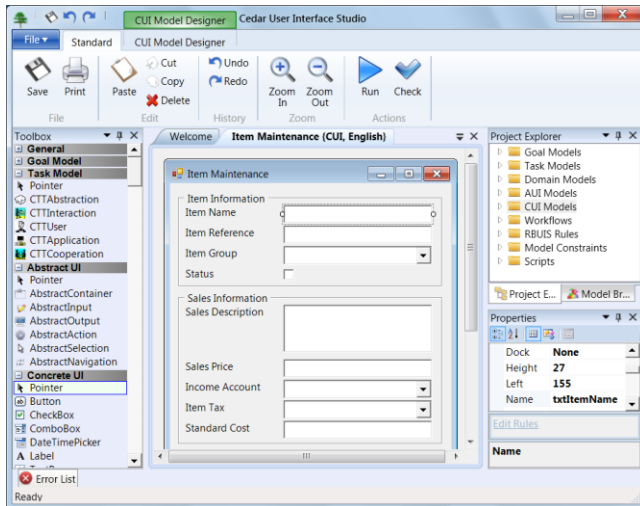 CUI Model Designer
Cedar User Interface Studio
File
Standard
CUI Model Designer
Save
Print
Paste
Cut
Copy
Delete
Undo
Redo
Zoom In
Zoom Out
Run
Check
File
Edit
History
Zoom
Actions
Toolbox
General
Goal Model
Task Model
Pointer
CTTAbstraction
CTTInteraction
CTTUser
CTTApplication
CTTCooperation
Abstract UI
Pointer
AbstractContainer
AbstractInput
AbstractOutput
AbstractAction
AbstractSelection
AbstractNavigation
Concrete UI
Pointer
Button
CheckBox
ComboBox
DateTimePicker
A Label
Welcome
Item Maintenance (CUI, English)
Item Maintenance
Item Information
Item Name
Item Reference
Item Group
Status
Sales Information
Sales Description
Sales Price
Income Account
Item Tax
Standard Cost
Project Explorer
Goal Models
Task Models
Domain Models
AUI Models
CUI Models
Workflows
RBUIS Rules
Model Constraints
Scripts
Project E...
Model Br...
Properties
Dock None
Height 27
Left 155
Name txtItemName
Edit Rules
Name
Error List
Ready